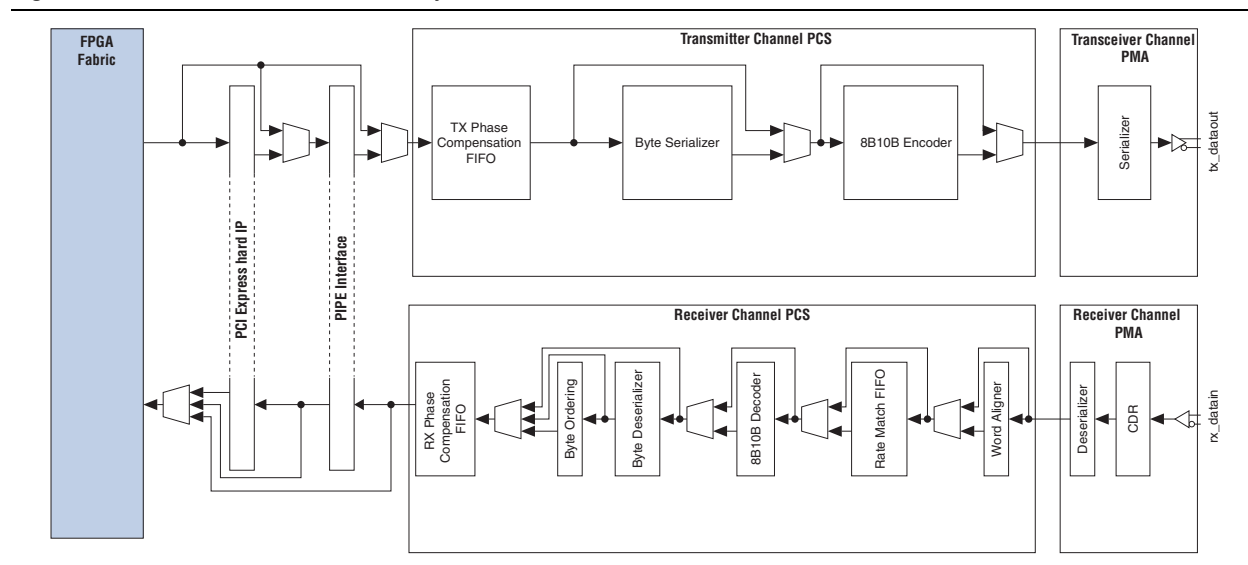 FPGA
Fabric
Transmitter Channel PCS
Transceiver Channel
PMA
PCI Express hard IP
PIPE Interface
TX Phase
Compensation
FIFO
Byte Serializer
8B10B Encoder
Serializer
tx_dataout
Receiver Channel PCS
Receiver Channel
PMA
RX Phase
Compensation
FIFO
Byte Ordering
Byte Deserializer
8B10B Decoder
Rate Match FIFO
Word Aligner
Deserializer
CDR
rx_datain